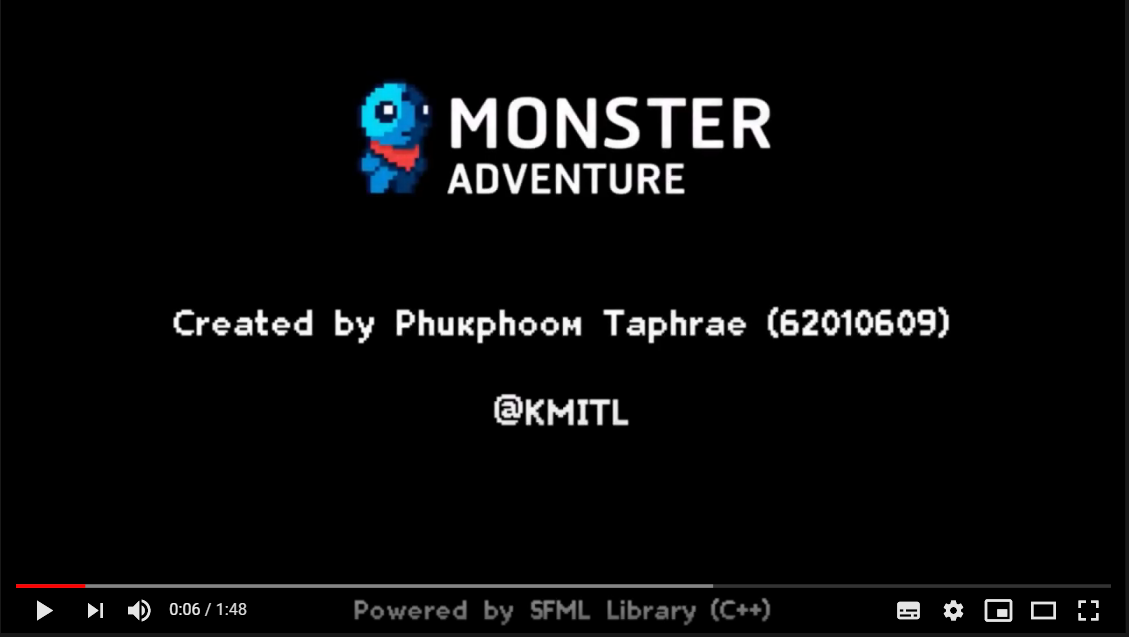 MONSTER
ADVENTURE
Created by Phukphoom Taphrae (62010609)
@KMITL
0:06 / 1:48
Powered by SFML Library (C++)